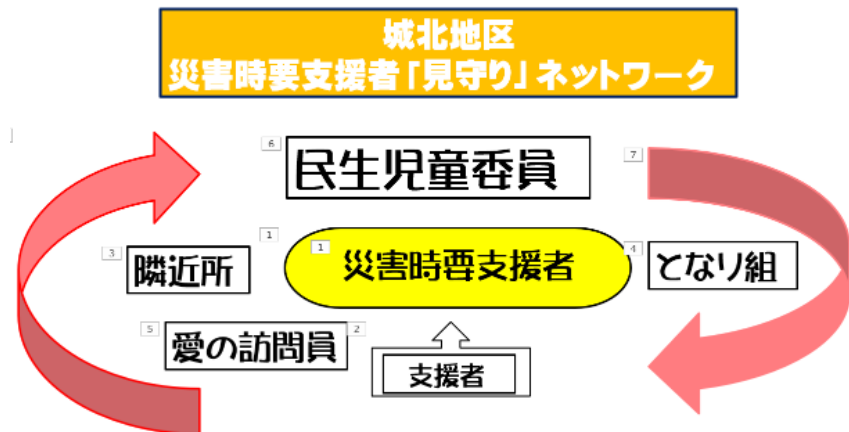 城北地区
災害時要支援者「見守り」ネットワーク
6
民生児童委員
7
1
3
隣近所
1
災害時要支援者
4
となり組
5
愛の訪問員
2
支援者